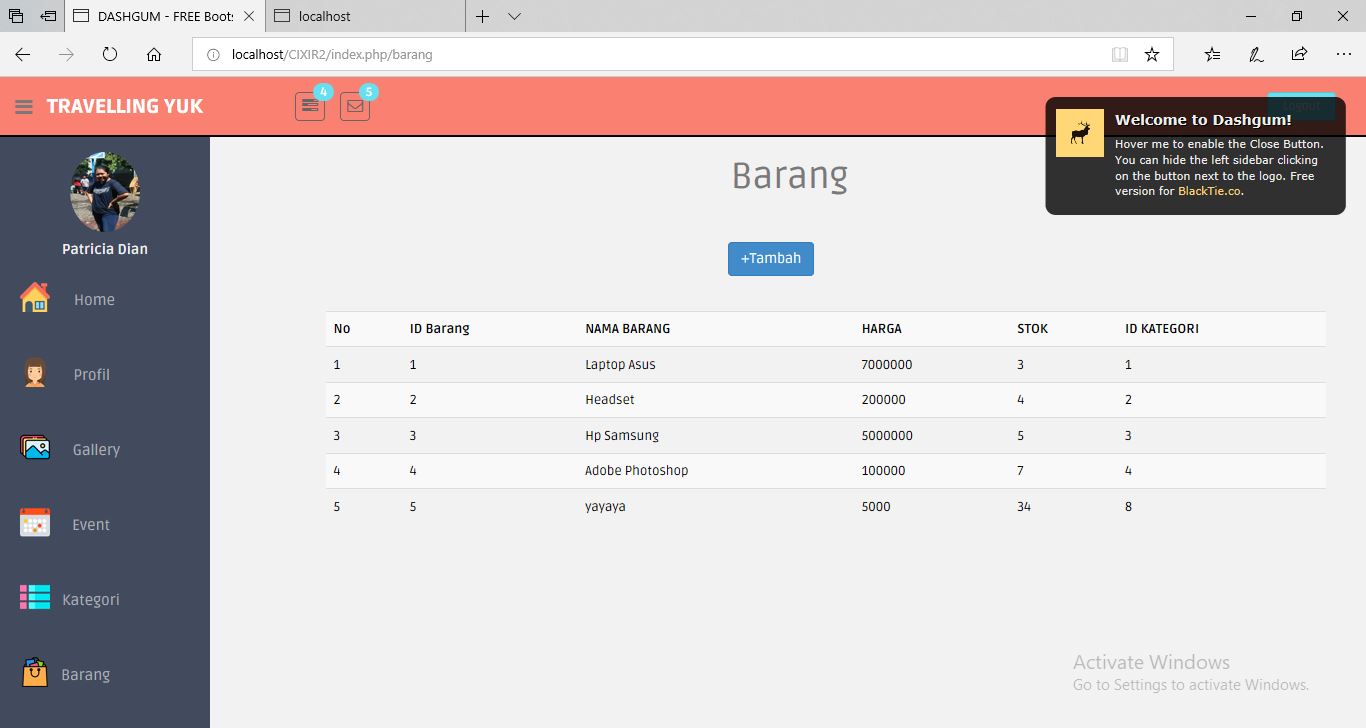 DASHGUM - FREE Boots
localhost
localhost/CIXIR2/index.php/barang
TRAVELLING YUK
4
5
Logout
Welcome to Dashgum!
Hover me to enable the Close Button.
You can hide the left sidebar clicking
on the button next to the logo. Free
version for BlackTie.co.
Patricia Dian
Home
Profil
Gallery
Event
Kategori
Barang
Barang
+Tambah
No ID Barang NAMA BARANG HARGA STOK ID KATEGORI
1 1 Laptop Asus 7000000 3 1
2 2 Headset 200000 4 2
3 3 Hp Samsung 5000000 5 3
4 4 Adobe Photoshop 100000 7 4
5 5 yayaya 5000 34 8
Activate Windows
Go to Settings to activate Windows.